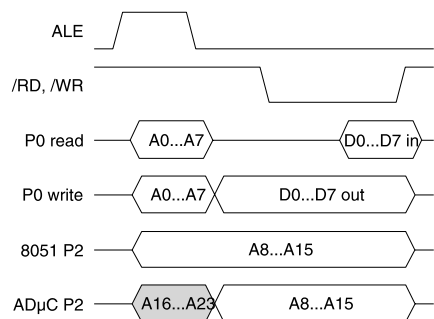 ALE
/RD, /WR
P0 read A0...A7 D0...D7 in
P0 write A0...A7 D0...D7 out
8051 P2 A8...A15
ADµC P2 A16...A23 A8...A15